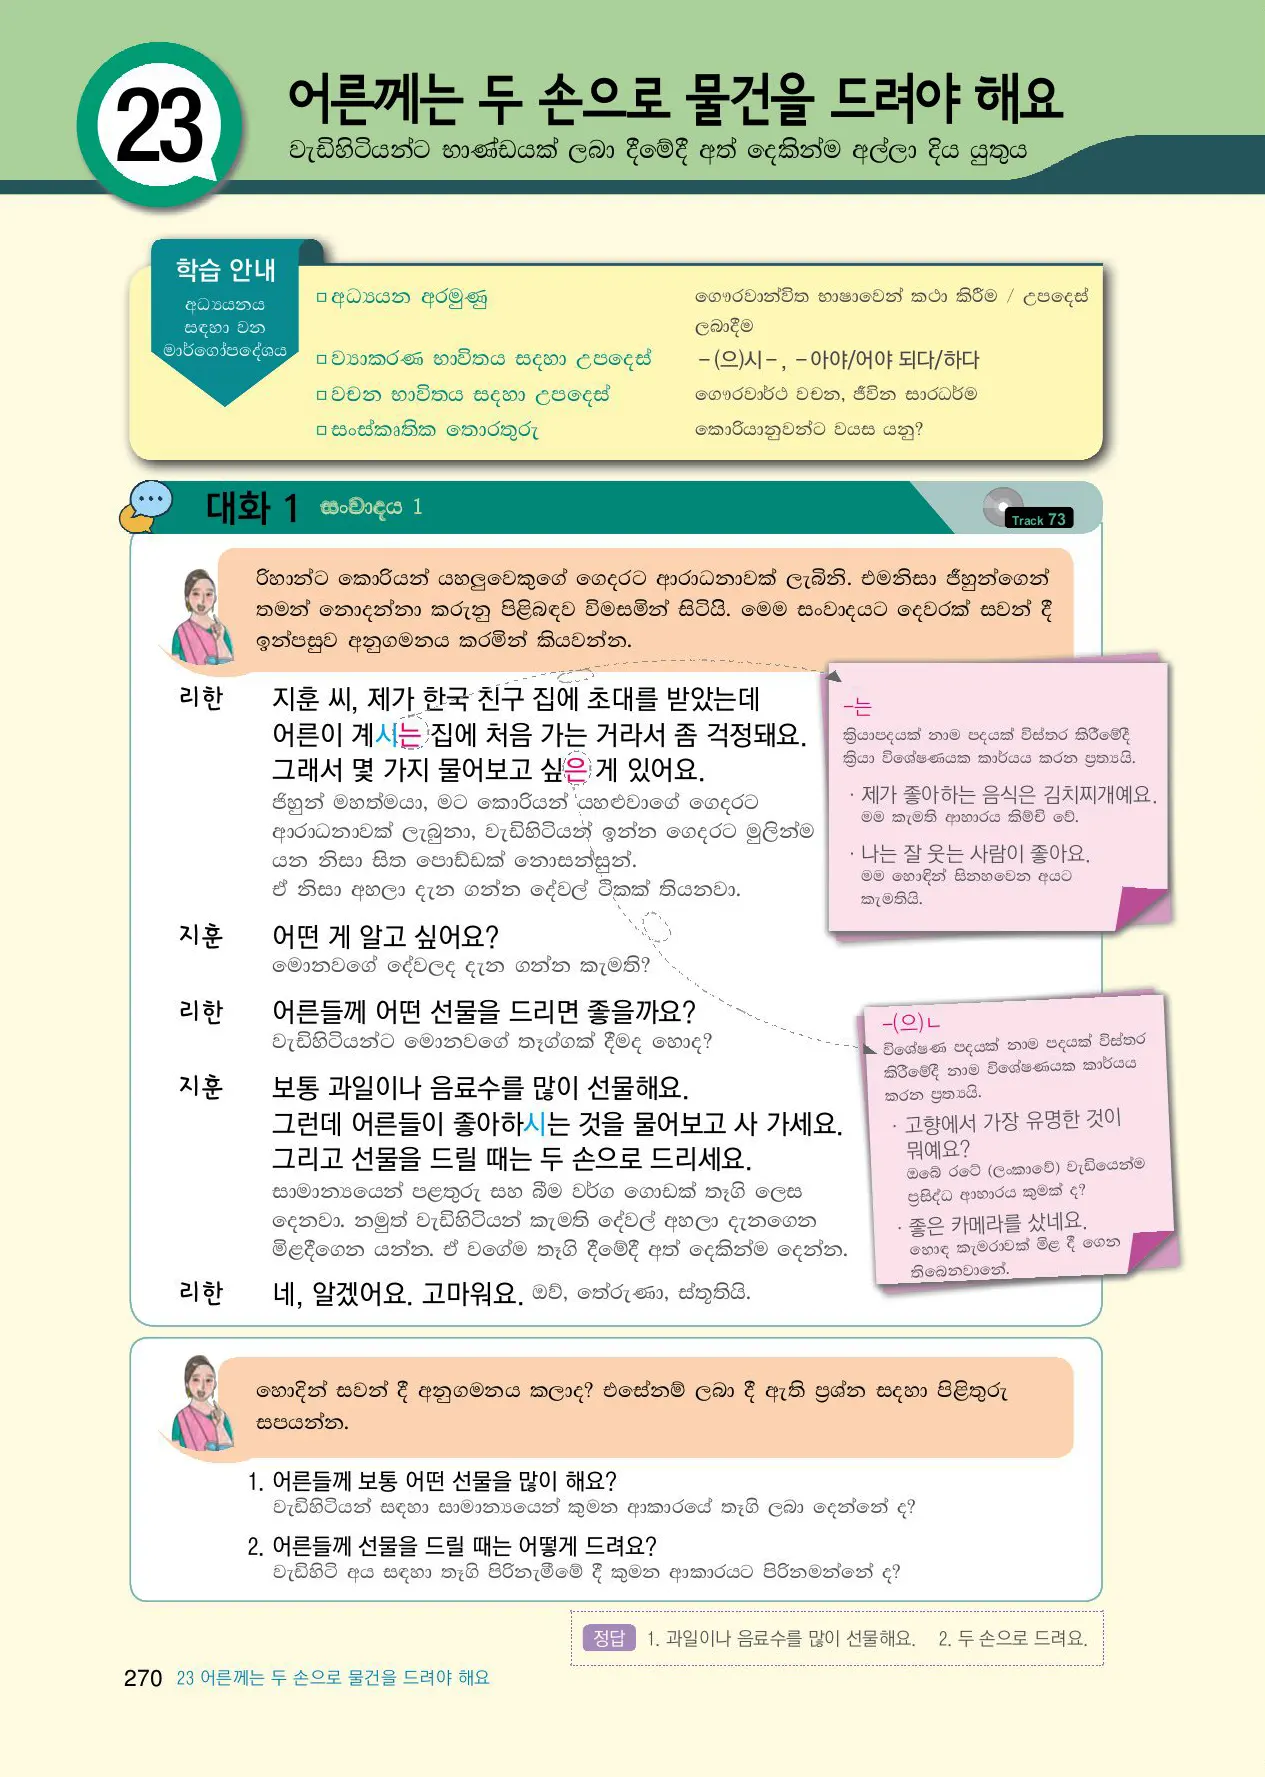 23
어른께는 두 손으로 물건을 드려야 해요
වැඩිහිටියන්ට භාණ්ඩයක් ලබා දීමේදී අත් දෙකින්ම අල්ලා දිය යුතුය
학습 안내
අධ්‍යයනය
සඳහා වන
මාර්ගෝපදේශය
□ අධ්‍යයන අරමුණු
ගෞරවාන්විත භාෂාවෙන් කථා කිරීම / උපදෙස්
ලබාදීම
□ ව්‍යාකරණ භාවිතය සදහා උපදෙස්
-(으)시-, -아야/어야 되다/하다
□ වචන භාවිතය සදහා උපදෙස්
ගෞරවාර්ථ වචන, ජීවින සාරධර්ම
□ සංස්කෘතික තොරතුරු
කොරියානුවන්ට වයස යනු?
대화 1 සංවාදය 1
Track 73
රිහාන්ට කොරියන් යහලුවෙකුගේ ගෙදරට ආරාධනාවක් ලැබිනි. එමනිසා ජීහුන්ගෙන්
තමන් නොදන්නා කරුනු පිළිබඳව විමසමින් සිටියි. මෙම සංවාදයට දෙවරක් සවන් දී
ඉන්පසුව අනුගමනය කරමින් කියවන්න.
리한 지훈 씨, 제가 한국 친구 집에 초대를 받았는데
어른이 계시는 집에 처음 가는 거라서 좀 걱정돼요.
그래서 몇 가지 물어보고 싶은 게 있어요.
ජිහුන් මහත්මයා, මට කොරියන් යහළුවාගේ ගෙදරට
ආරාධනාවක් ලැබුනා, වැඩිහිටියන් ඉන්න ගෙදරට මුලින්ම
යන නිසා සිත පොඩ්ඩක් නොසන්සුන්.
ඒ නිසා අහලා දැන ගන්න දේවල් ටිකක් තියනවා.
-는
ක්‍රියාපදයක් නාම පදයක් විස්තර කිරීමේදී
ක්‍රියා විශේෂණයක කාර්යය කරන ප්‍රත්‍යයි.
· 제가 좋아하는 음식은 김치찌개예요.
මම කැමති ආහාරය කිම්චි වේ.
· 나는 잘 웃는 사람이 좋아요.
මම හොඳින් සිනහවෙන අයට
කැමතියි.
지훈 어떤 게 알고 싶어요?
මොනවගේ දේවලද දැන ගන්න කැමති?
리한 어른들께 어떤 선물을 드리면 좋을까요?
වැඩිහිටියන්ට මොනවගේ තෑග්ගක් දීමද හොද?
지훈 보통 과일이나 음료수를 많이 선물해요.
그런데 어른들이 좋아하시는 것을 물어보고 사 가세요.
그리고 선물을 드릴 때는 두 손으로 드리세요.
සාමාන්‍යයෙන් පළතුරු සහ බීම වර්ග ගොඩක් තෑගි ලෙස
දෙනවා. නමුත් වැඩිහිටියන් කැමති දේවල් අහලා දැනගෙන
මිළදීගෙන යන්න. ඒ වගේම තෑගි දීමේදී අත් දෙකින්ම දෙන්න.
리한 네, 알겠어요. 고마워요. ඔව්, තේරුණා, ස්තූතියි.
-(으)ㄴ
විශේෂණ පදයක් නාම පදයක් විස්තර
කිරීමේදී නාම විශේෂණයක කාර්යය
කරන ප්‍රත්‍යයි.
· 고향에서 가장 유명한 것이
뭐예요?
ඔබේ රටේ (ලංකාවේ) වැඩියෙන්ම
ප්‍රසිද්ධ ආහාරය කුමක් ද?
· 좋은 카메라를 샀네요.
හොඳ කැමරාවක් මිළ දී ගෙන
තිබෙනවානේ.
හොදින් සවන් දී අනුගමනය කලාද? එසේනම් ලබා දී ඇති ප්‍රශ්න සදහා පිළිතුරු
සපයන්න.
1. 어른들께 보통 어떤 선물을 많이 해요?
වැඩිහිටියන් සඳහා සාමාන්‍යයෙන් කුමන ආකාරයේ තෑගි ලබා දෙන්නේ ද?
2. 어른들께 선물을 드릴 때는 어떻게 드려요?
වැඩිහිටි අය සඳහා තෑගි පිරිනැමීමේ දී කුමන ආකාරයට පිරිනමන්නේ ද?
정답 1. 과일이나 음료수를 많이 선물해요. 2. 두 손으로 드려요.
270 23 어른께는 두 손으로 물건을 드려야 해요